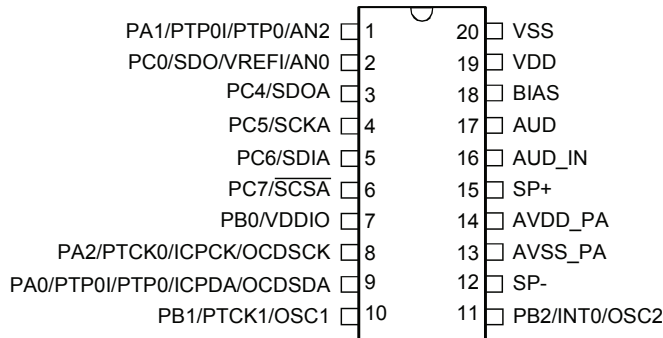 PA1/PTP0I/PTP0/AN2 1 20 VSS
PC0/SDO/VREFI/AN0 2 19 VDD
PC4/SDOA 3 18 BIAS
PC5/SCKA 4 17 AUD
PC6/SDIA 5 16 AUD_IN
PC7/SCSA 6 15 SP+
PB0/VDDIO 7 14 AVDD_PA
PA2/PTCK0/ICPCK/OCDSCK 8 13 AVSS_PA
PA0/PTP0I/PTP0/ICPDA/OCDSDA 9 12 SP-
PB1/PTCK1/OSC1 10 11 PB2/INT0/OSC2